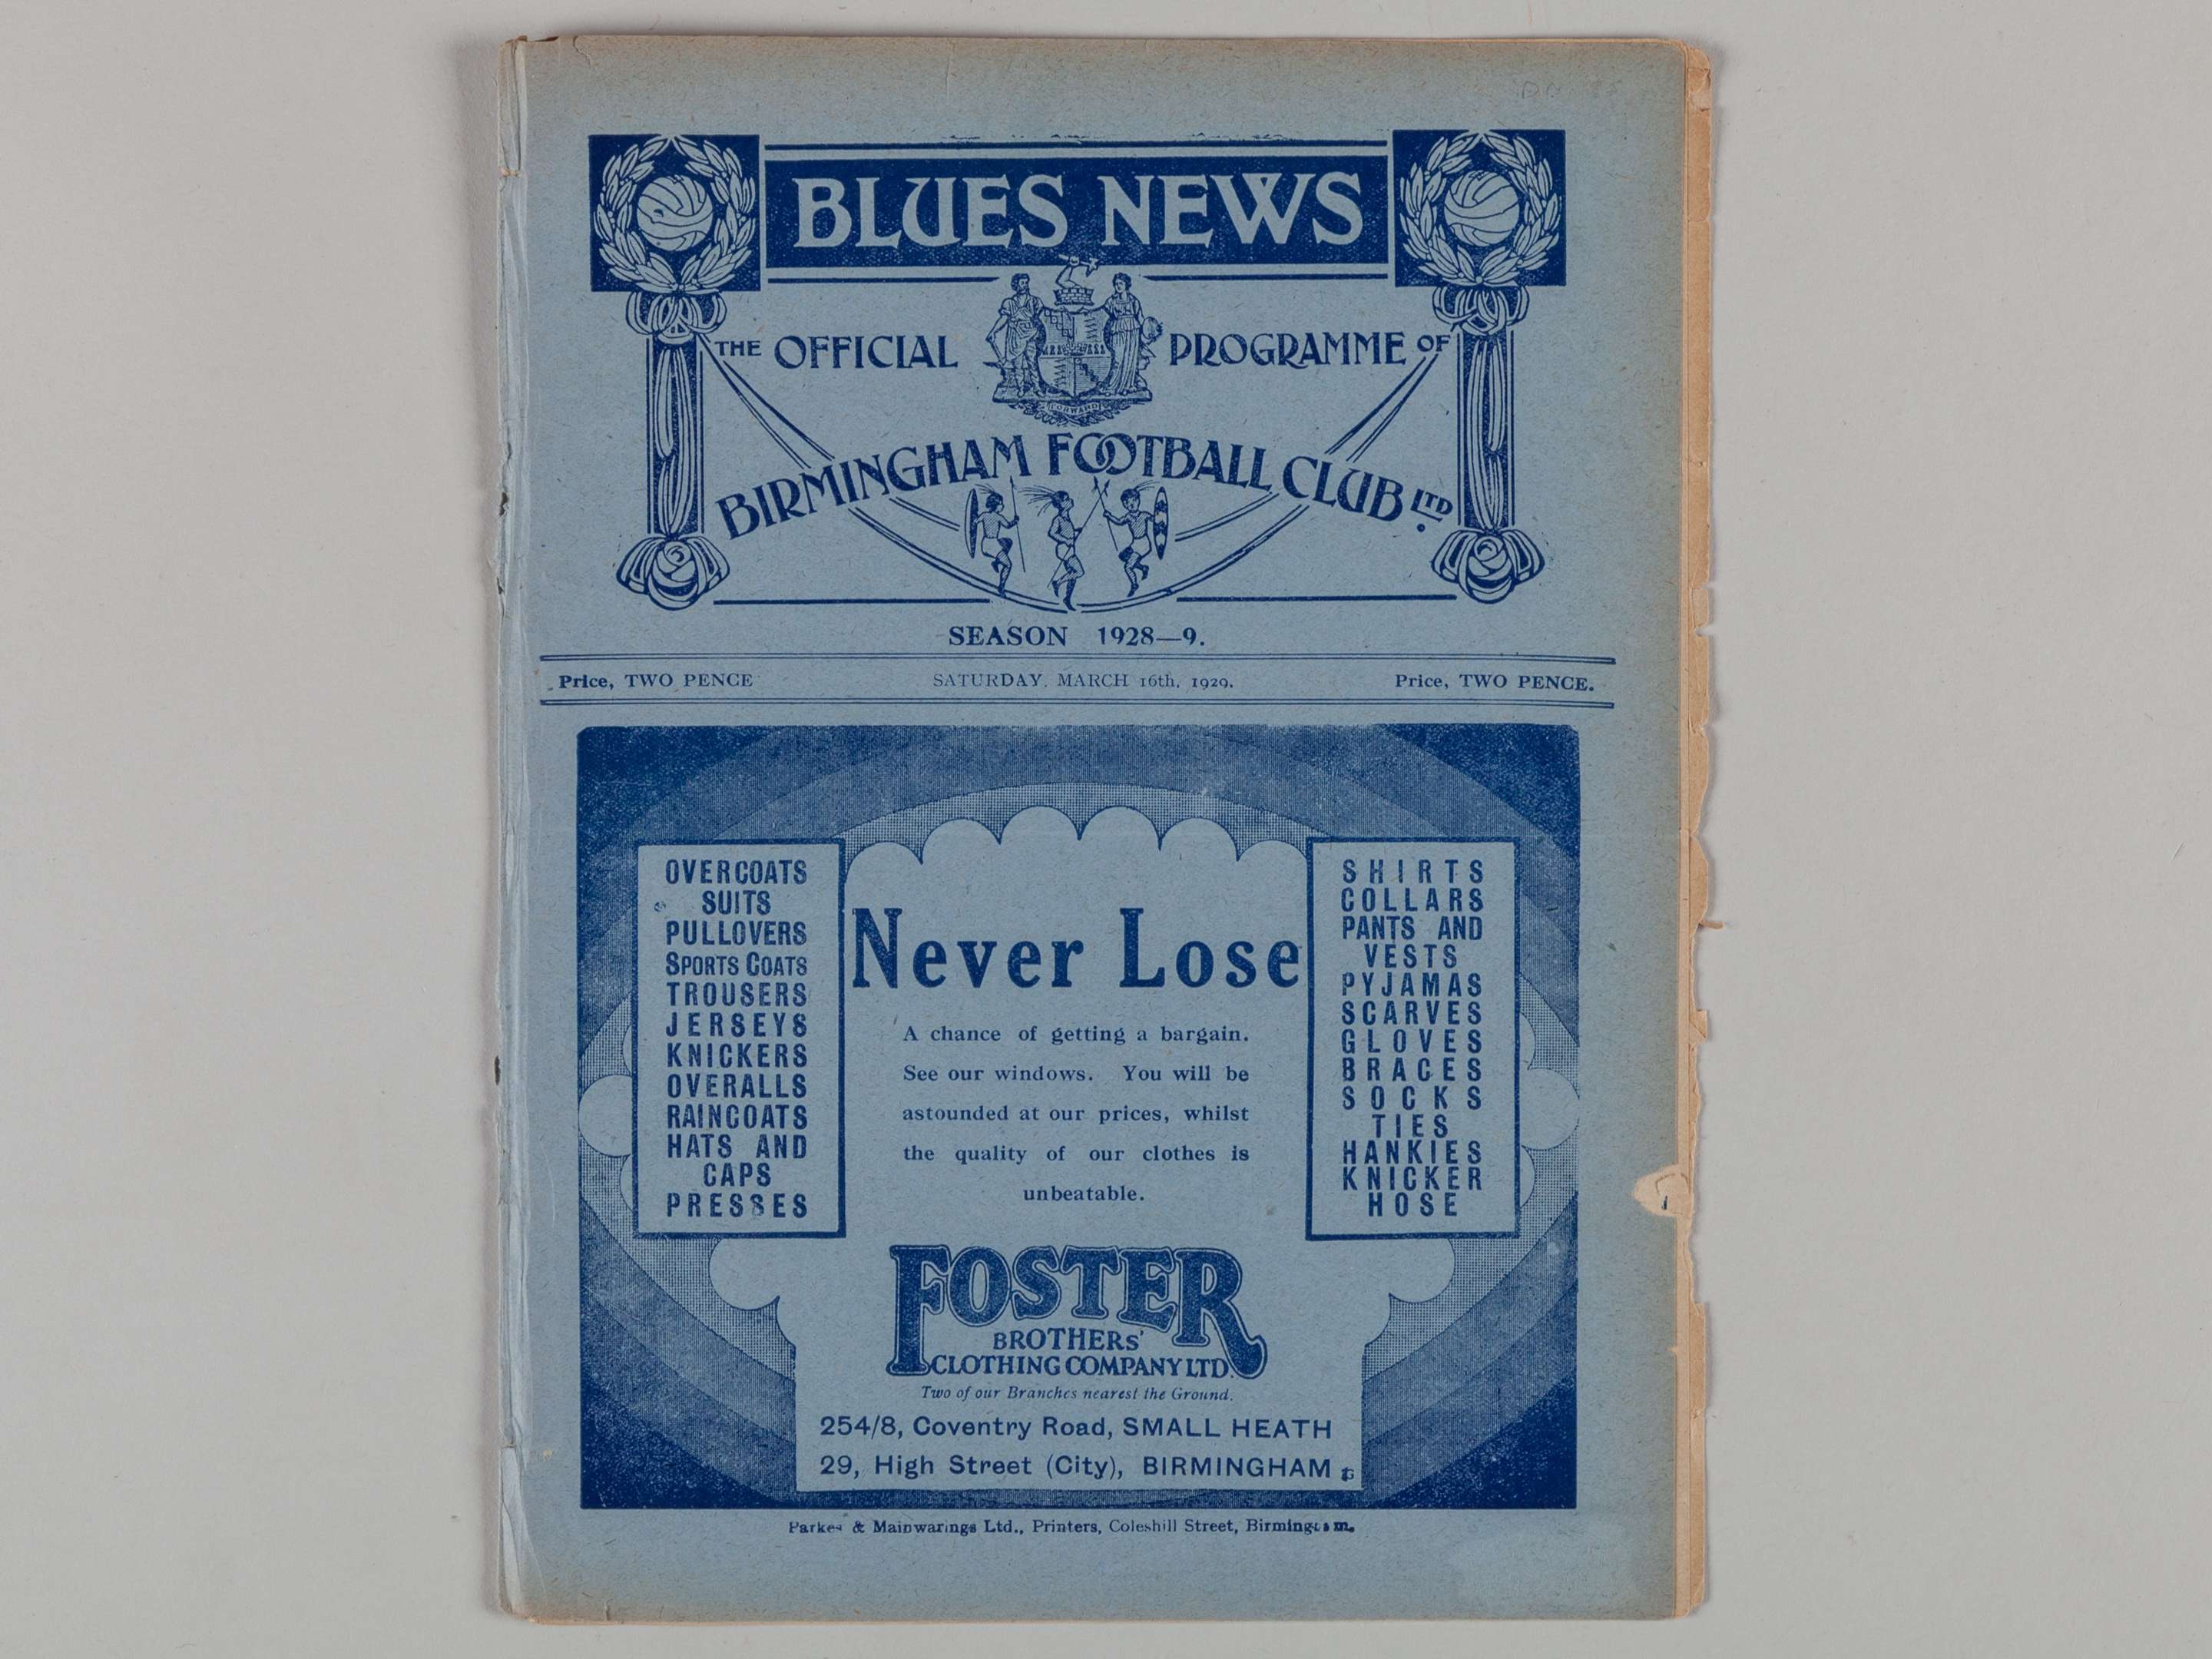 BLUES NEWS
THE OFFICIAL PROGRAMME OF
FORWARD
BIRMINGHAM FOOTBALL CLUB LTD.
SEASON 1928—9.
Price, TWO PENCE SATURDAY, MARCH 16th, 1929. Price, TWO PENCE.
OVERCOATS
SUITS
PULLOVERS
SPORTS COATS
TROUSERS
JERSEYS
KNICKERS
OVERALLS
RAINCOATS
HATS AND
CAPS
PRESSES
Never Lose
A chance of getting a bargain.
See our windows. You will be
astounded at our prices, whilst
the quality of our clothes is
unbeatable.
SHIRTS
COLLARS
PANTS AND
VESTS
PYJAMAS
SCARVES
GLOVES
BRACES
SOCKS
TIES
HANKIES
KNICKER
HOSE
FOSTER
BROTHERS'
CLOTHING COMPANY LTD.
Two of our Branches nearest the Ground.
254/8, Coventry Road, SMALL HEATH
29, High Street (City), BIRMINGHAM
Parkes & Mainwarings Ltd., Printers, Coleshill Street, Birmingham.